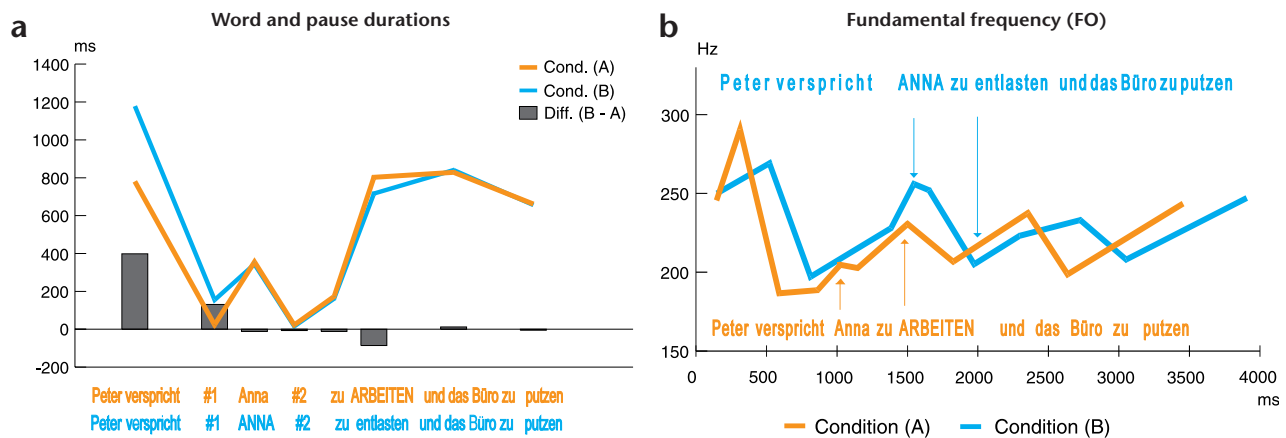 a
Word and pause durations
ms
1400
1200
1000
800
600
400
200
0
-200
Cond. (A)
Cond. (B)
Diff. (B - A)
Peter verspricht #1 Anna #2 zu ARBEITEN und das Büro zu putzen
Peter verspricht #1 ANNA #2 zu entlasten und das Büro zu putzen
b
Fundamental frequency (FO)
Hz
300
250
200
150
Peter verspricht ANNA zu entlasten und das Büro zu putzen
Peter verspricht Anna zu ARBEITEN und das Büro zu putzen
0 500 1000 1500 2000 2500 3000 3500 4000
ms
Condition (A) Condition (B)